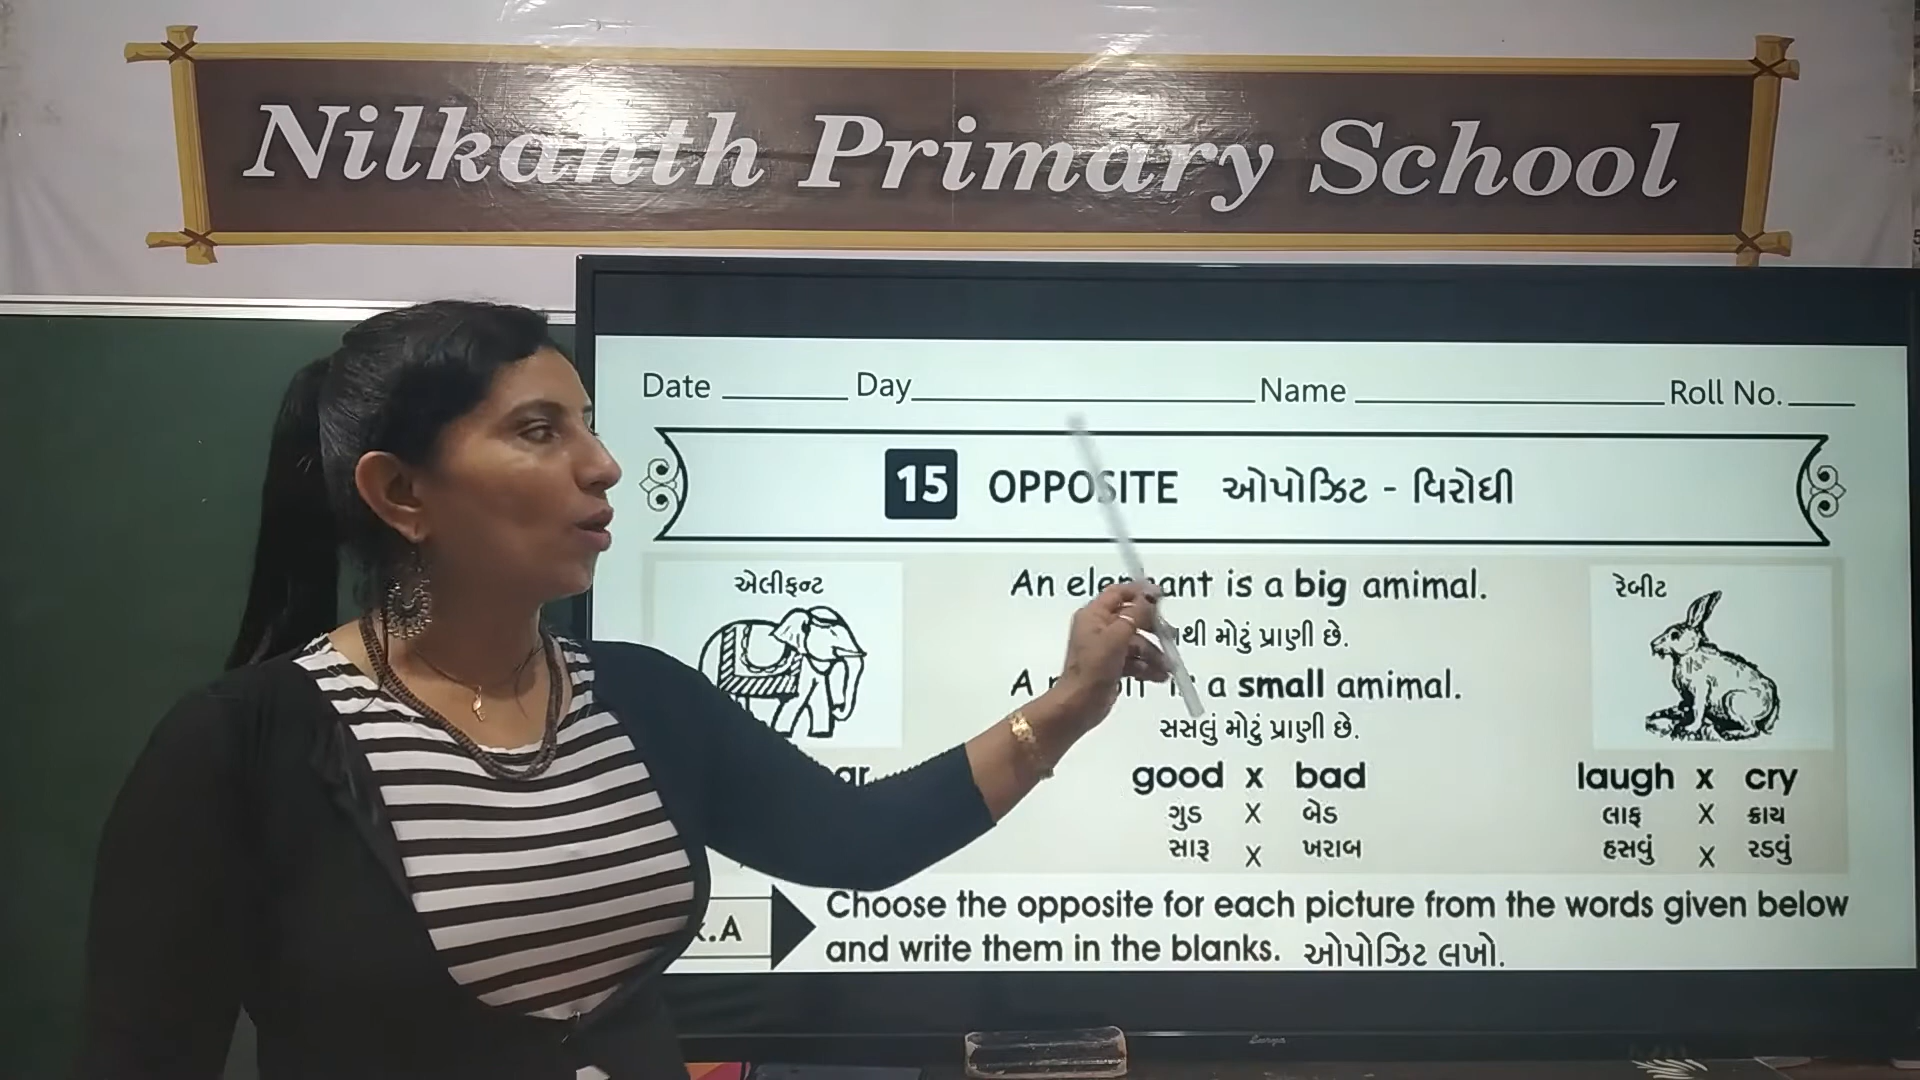 Nilkanth Primary School
Date Day Name Roll No.
15 OPPOSITE ઓપોઝિટ - વિરોધી
એલીફન્ટ
An elephant is a big amimal.
રેબીટ
મોટું પ્રાણી છે.
A is a small amimal.
સસલું મોટું પ્રાણી છે.
good x bad
laugh x cry
ગુડ X બેડ
લાફ X ક્રાય
સારૂ X ખરાબ
હસવું X રડવું
.A Choose the opposite for each picture from the words given below
and write them in the blanks. ઓપોઝિટ લખો.